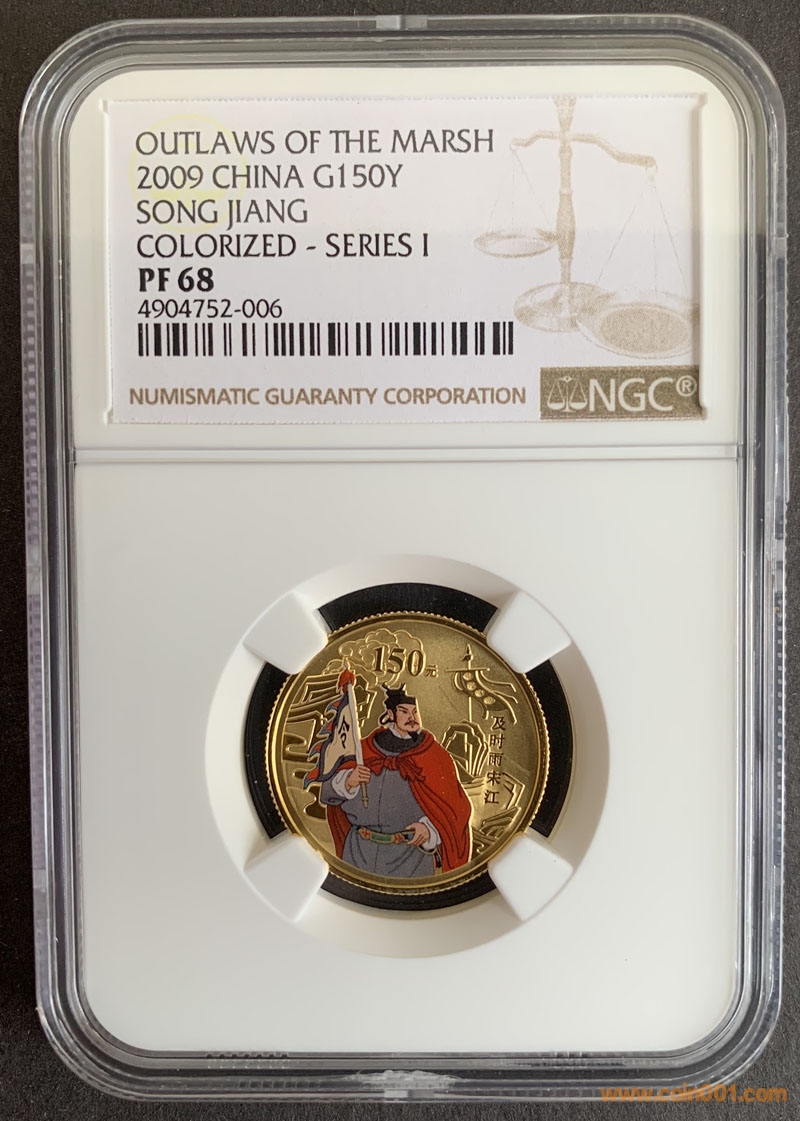 OUTLAWS OF THE MARSH
2009 CHINA G150Y
SONG JIANG
COLORIZED - SERIES I
PF 68
4904752-006
NUMISMATIC GUARANTY CORPORATION
NGC®
150元
令
及时雨宋江
www.coin001.com